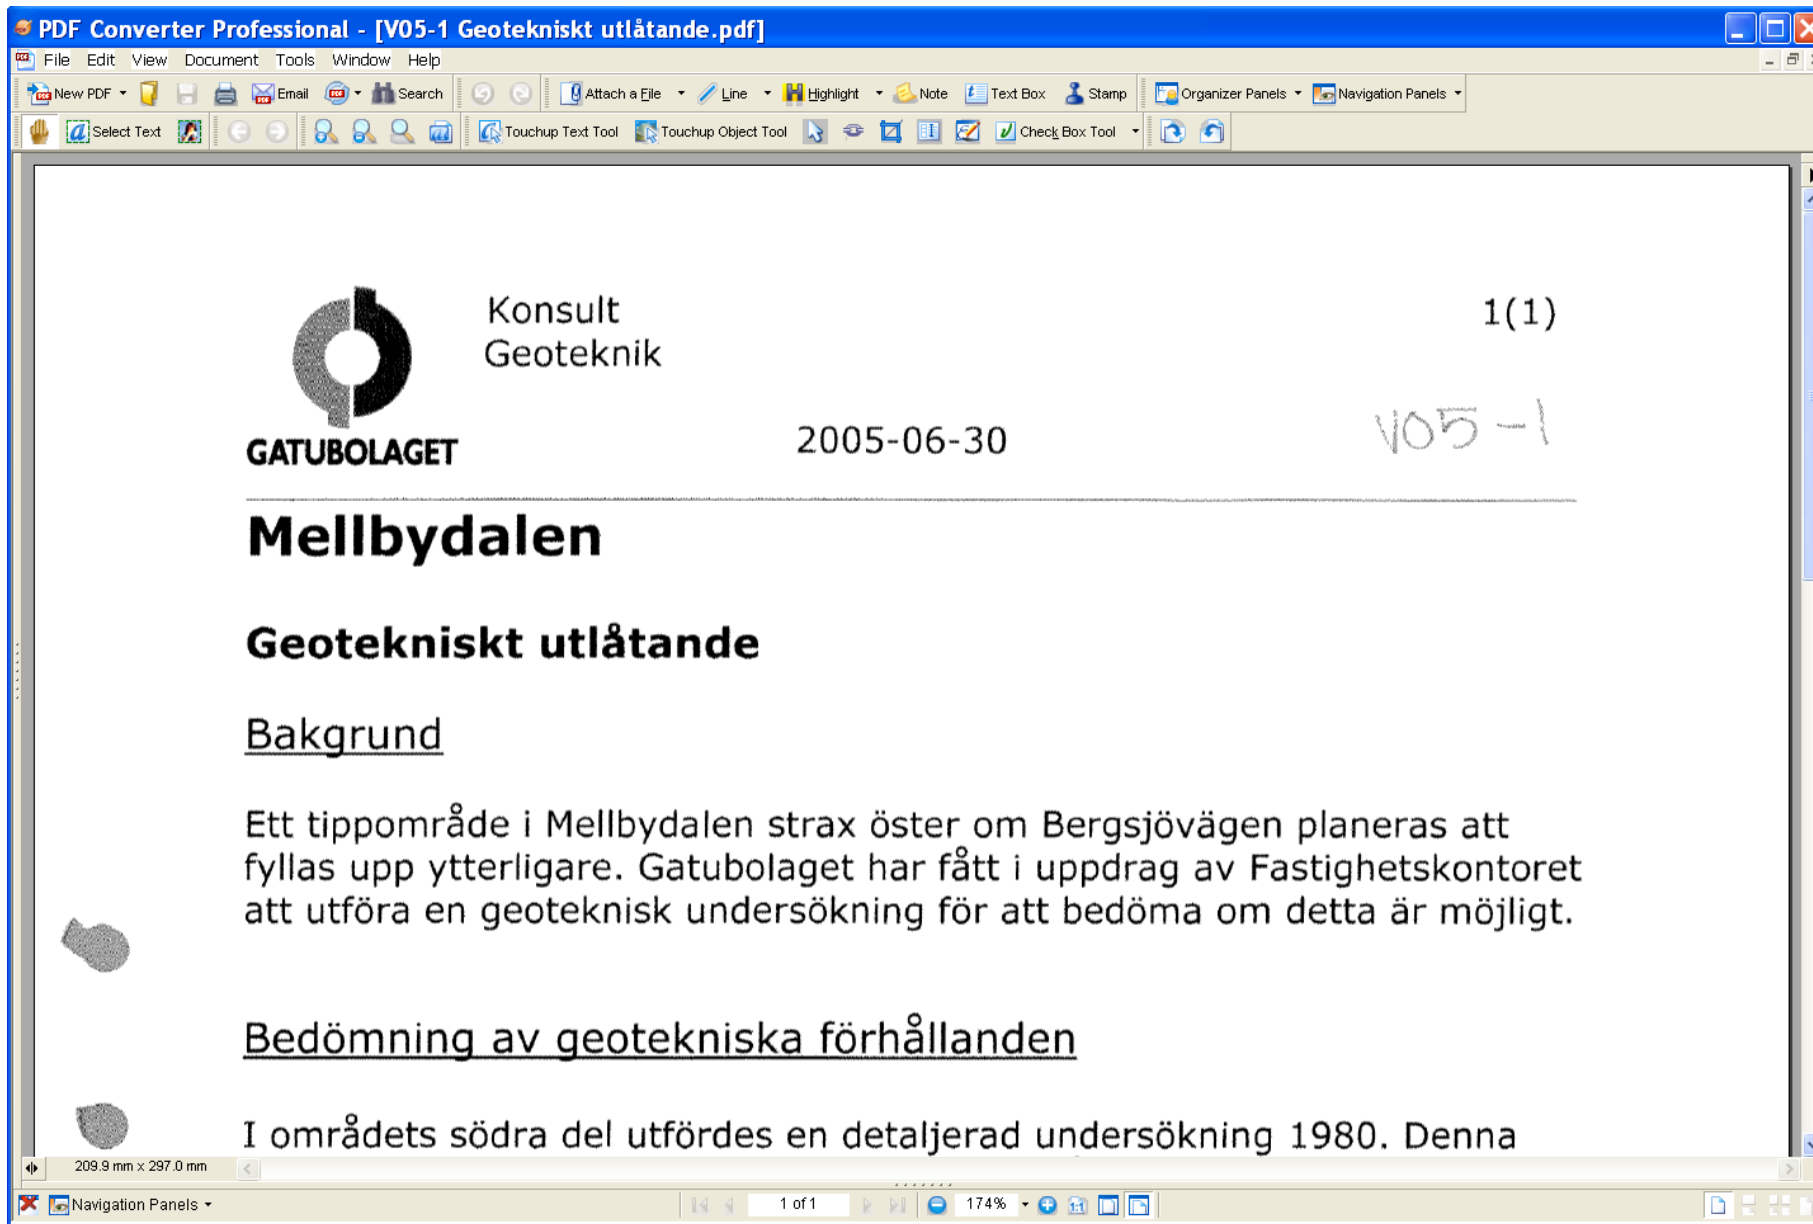 PDF Converter Professional - [V05-1 Geotekniskt utlåtande.pdf]
File Edit View Document Tools Window Help
New PDF Email Search Attach a File Line Highlight Note Text Box Stamp Organizer Panels Navigation Panels
Select Text Touchup Text Tool Touchup Object Tool Check Box Tool
Konsult
Geoteknik
1(1)
GATUBOLAGET
2005-06-30
V05-1
Mellbydalen
Geotekniskt utlåtande
Bakgrund
Ett tippområde i Mellbydalen strax öster om Bergsjövägen planeras att
fyllas upp ytterligare. Gatubolaget har fått i uppdrag av Fastighetskontoret
att utföra en geoteknisk undersökning för att bedöma om detta är möjligt.
Bedömning av geotekniska förhållanden
I områdets södra del utfördes en detaljerad undersökning 1980. Denna
209.9 mm x 297.0 mm
Navigation Panels 1 of 1 174%